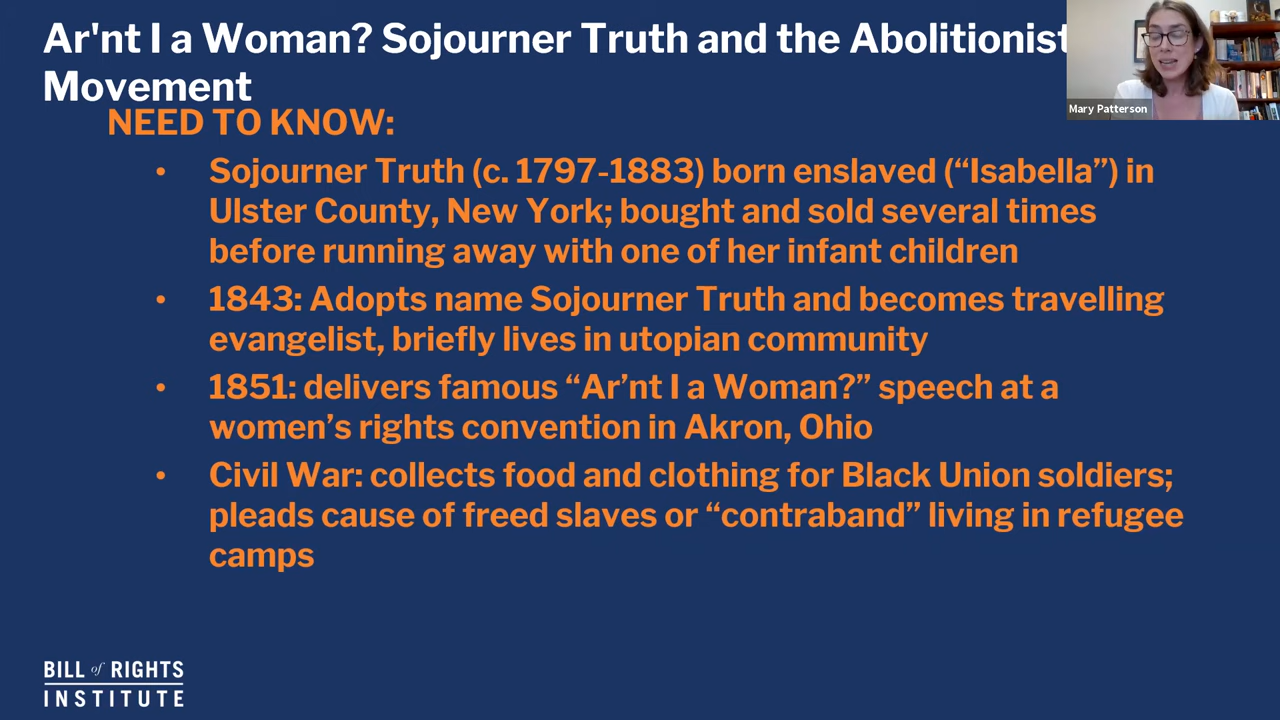 Ar'nt I a Woman? Sojourner Truth and the Abolitionist
Movement
Mary Patterson
NEED TO KNOW:
• Sojourner Truth (c. 1797-1883) born enslaved (“Isabella”) in
Ulster County, New York; bought and sold several times
before running away with one of her infant children
• 1843: Adopts name Sojourner Truth and becomes travelling
evangelist, briefly lives in utopian community
• 1851: delivers famous “Ar’nt I a Woman?” speech at a
women’s rights convention in Akron, Ohio
• Civil War: collects food and clothing for Black Union soldiers;
pleads cause of freed slaves or “contraband” living in refugee
camps
BILL of RIGHTS
INSTITUTE